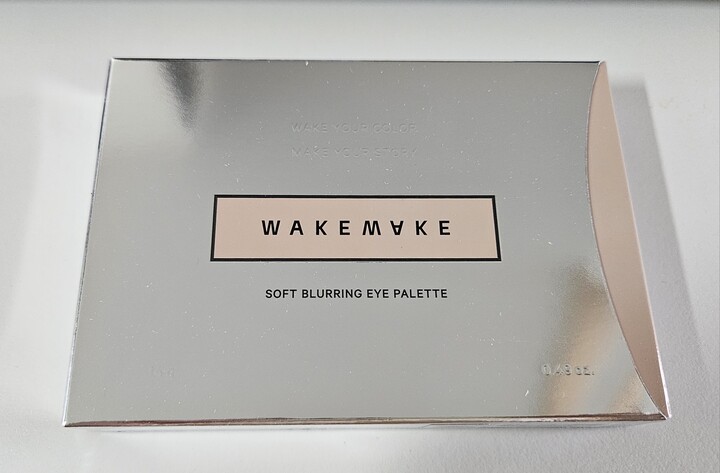 WAKE YOUR COLOR,
MAKE YOUR STORY
WAKEMAKE
SOFT BLURRING EYE PALETTE